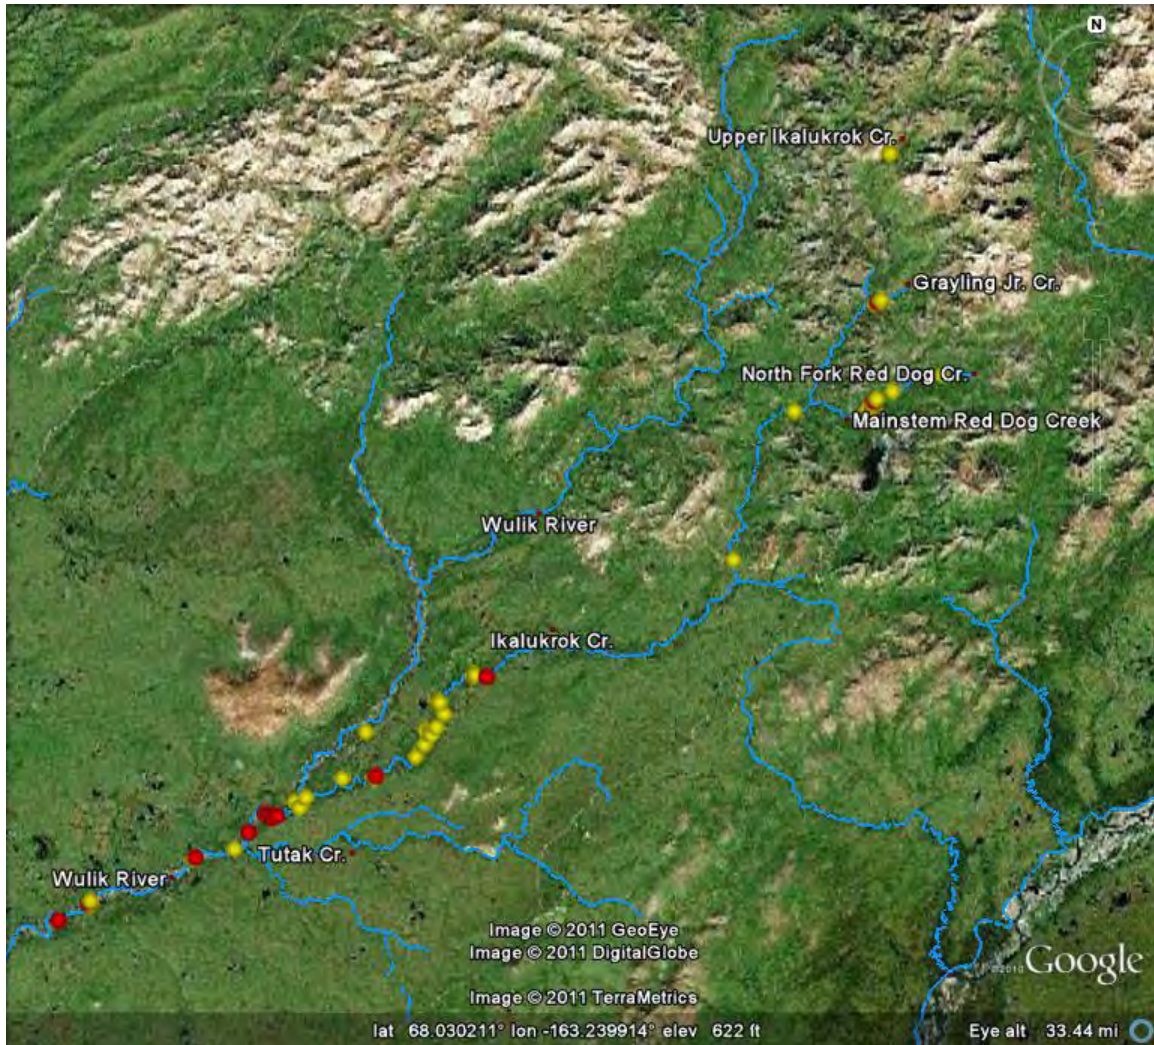 N
Upper Ikalukrok Cr.
Grayling Jr. Cr.
North Fork Red Dog Cr.
Mainstem Red Dog Creek
Wulik River
Ikalukrok Cr.
Tutak Cr.
Wulik River
Image © 2011 GeoEye
Image © 2011 DigitalGlobe
©2010 Google
Image © 2011 TerraMetrics
lat 68.030211° lon -163.239914° elev 622 ft Eye alt 33.44 mi